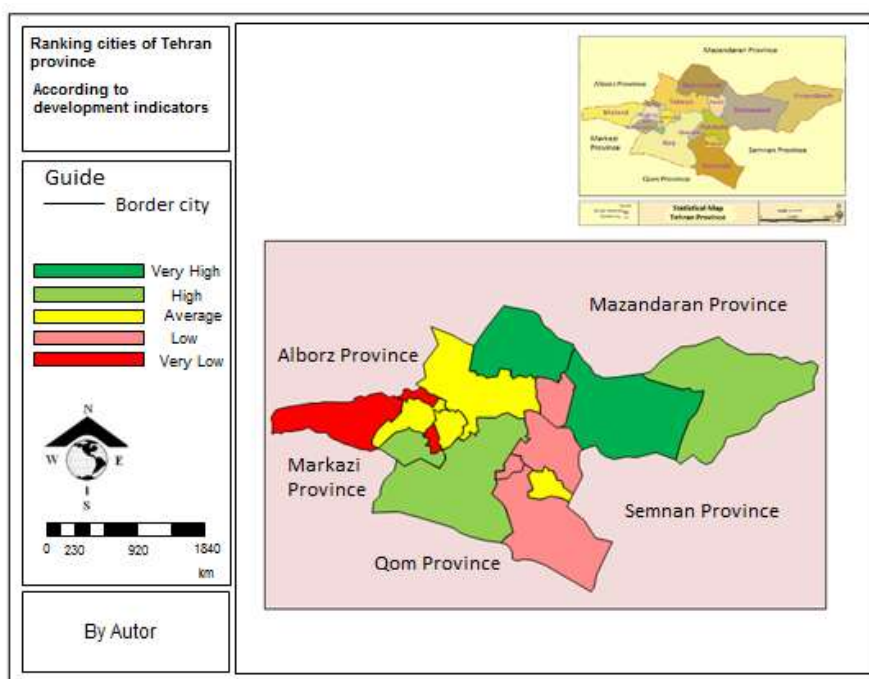 Ranking cities of Tehran
province
According to
development indicators
Guide
Border city
Very High
High
Average
Low
Very Low
N
W E
S
0 230 920 1840
km
By Autor
Mazandaran Province
Alborz Province
Markazi
Province
Semnan Province
Qom Province
Statistical Map
Tehran Province
Mazandaran Province
Alborz Province
Markazi
Province
Semnan Province
Qom Province